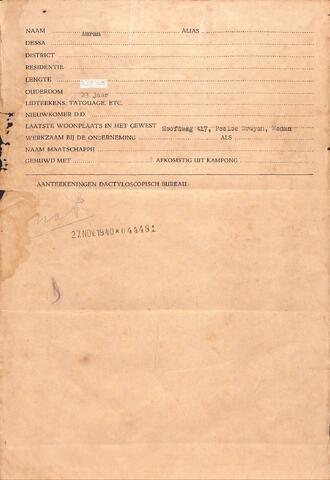 NAAM Amran ALIAS
DESSA
DISTRICT
RESIDENTIE
LENGTE
OUDERDOM 23 jaar
LIDTEEKENS, TATOUAGE, ETC.
NIEUWKOMER D.D.
LAATSTE WOONPLAATS IN HET GEWEST Hoofdweg 417, Poeloe Brayan, Medan
WERKZAAM BIJ DE ONDERNEMING ALS
NAAM MAATSCHAPPIJ
GEHUWD MET AFKOMSTIG UIT KAMPONG
AANTEEKENINGEN DACTYLOSCOPISCH BUREAU:
27 NOV. 1940 * 044481